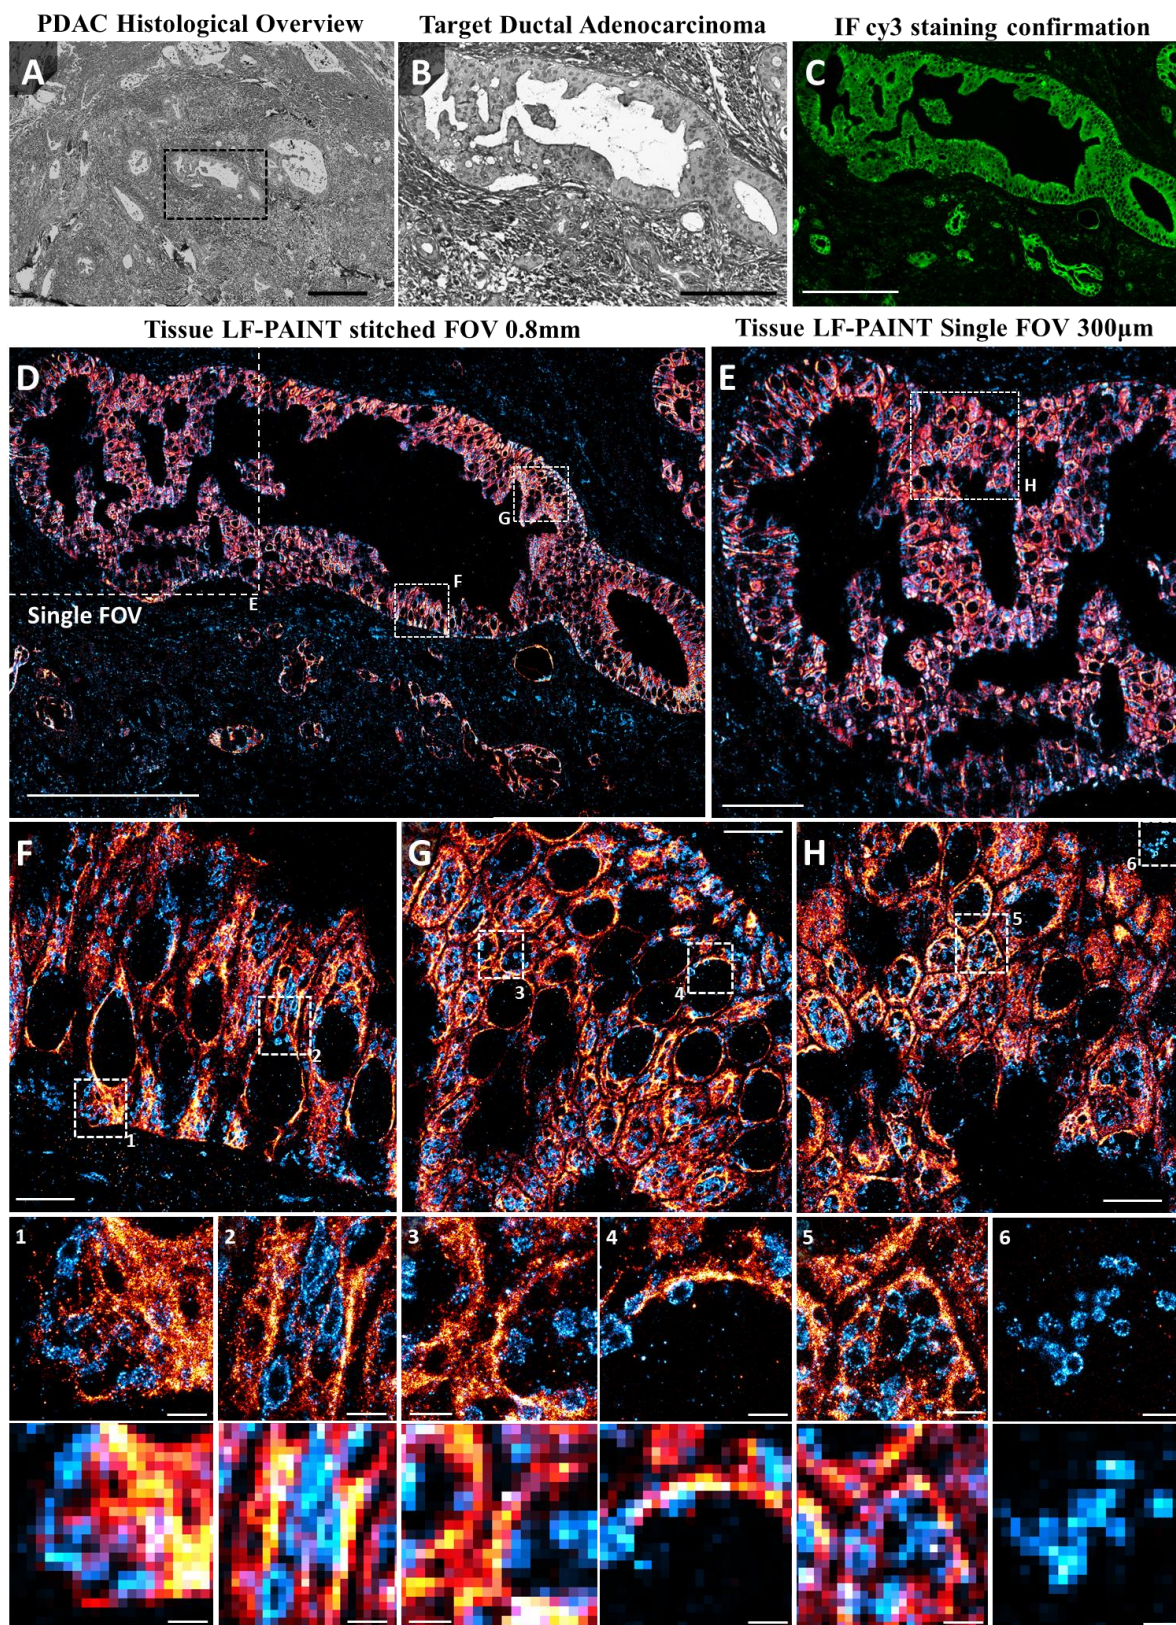 PDAC Histological Overview
Target Ductal Adenocarcinoma
IF cy3 staining confirmation
A
B
C
Tissue LF-PAINT stitched FOV 0.8mm
Tissue LF-PAINT Single FOV 300µm
D
E
H
G
F
Single FOV
E
F
G
H
6
5
3
4
2
1
1
2
3
4
5
6